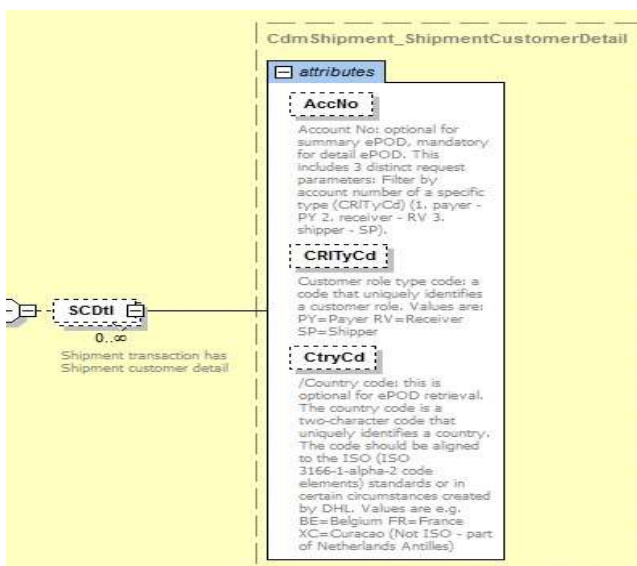 CdmShipment_ShipmentCustomerDetail
attributes
AccNo
Account No: optional for
summary ePOD, mandatory
for detail ePOD. This
includes 3 distinct request
parameters: Filter by
account number of a specific
type (CRlTyCd) (1. payer -
PY 2. receiver - RV 3.
shipper - SP).
CRlTyCd
Customer role type code: a
code that uniquely identifies
a customer role. Values are:
PY=Payer RV=Receiver
SP=Shipper
SCDtl
0..∞
Shipment transaction has
Shipment customer detail
CtryCd
/Country code: this is
optional for ePOD retrieval.
The country code is a
two-character code that
uniquely identifies a country.
The code should be aligned
to the ISO (ISO
3166-1-alpha-2 code
elements) standards or in
certain circumstances created
by DHL. Values are e.g.
BE=Belgium FR=France
XC=Curacao (Not ISO - part
of Netherlands Antilles)